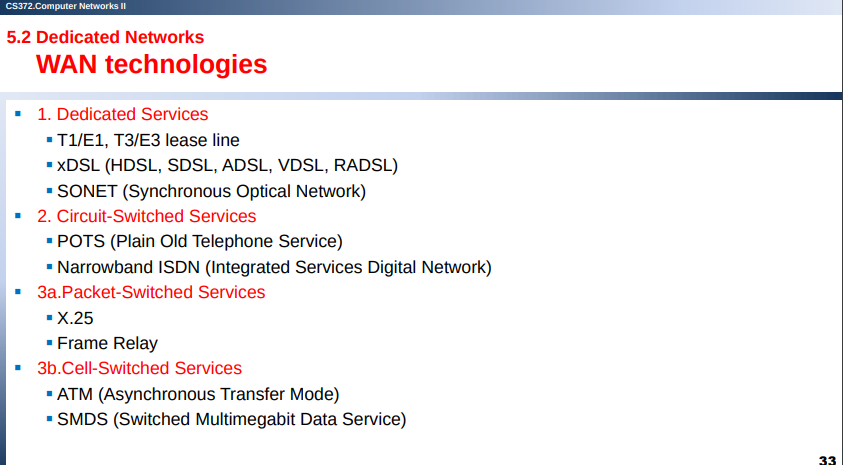 CS372.Computer Networks II
5.2 Dedicated Networks
WAN technologies
1. Dedicated Services
T1/E1, T3/E3 lease line
xDSL (HDSL, SDSL, ADSL, VDSL, RADSL)
SONET (Synchronous Optical Network)
2. Circuit-Switched Services
POTS (Plain Old Telephone Service)
Narrowband ISDN (Integrated Services Digital Network)
3a.Packet-Switched Services
X.25
Frame Relay
3b.Cell-Switched Services
ATM (Asynchronous Transfer Mode)
SMDS (Switched Multimegabit Data Service)
33